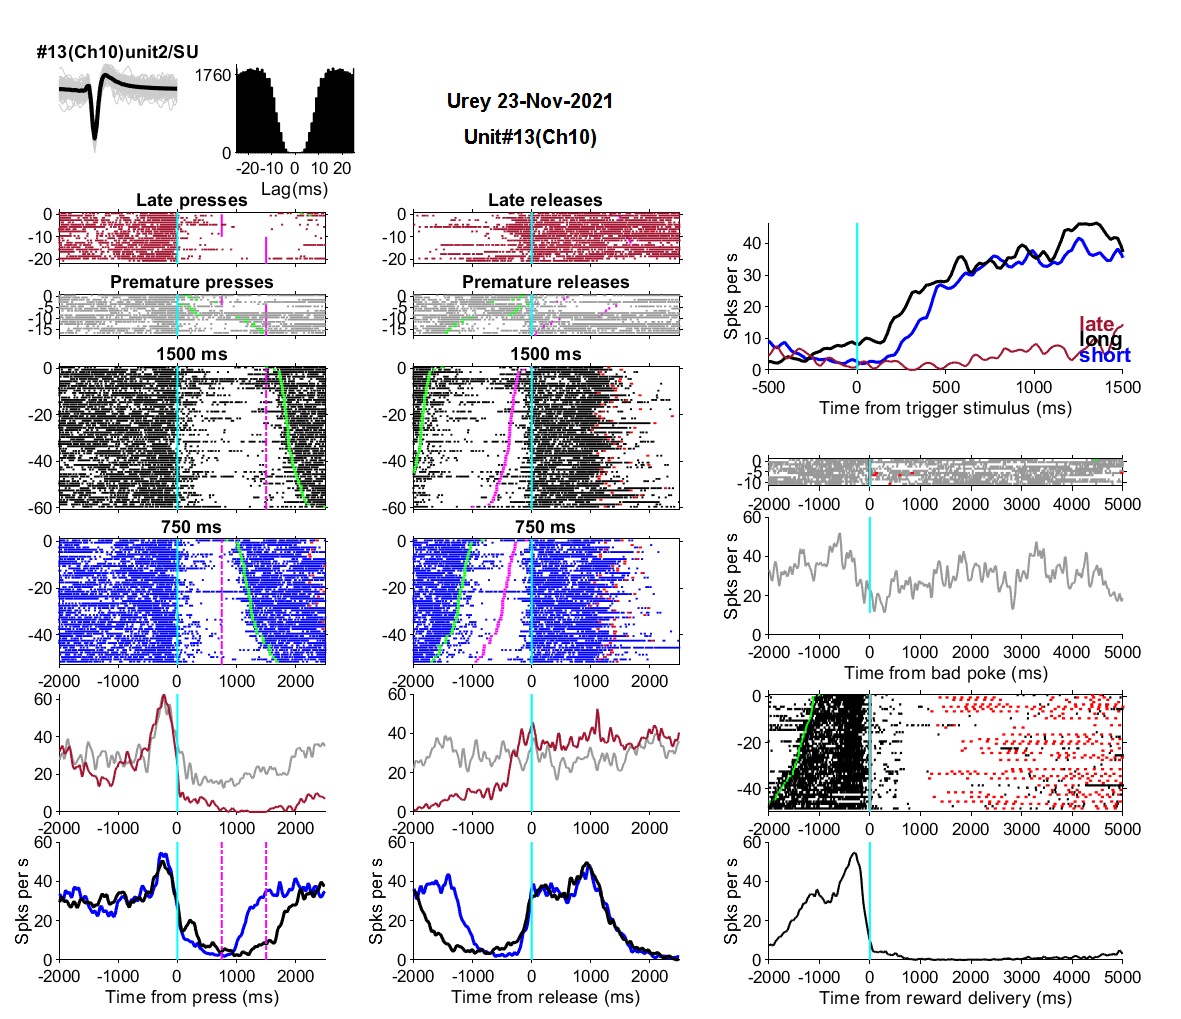 #13(Ch10)unit2/SU
1760
0
-20 -10 0 10 20
Lag(ms)
Urey 23-Nov-2021
Unit#13(Ch10)
Late presses
0
-10
-20
Late releases
0
-10
-20
Premature presses
0
-5
-10
-15
Premature releases
0
-5
-10
-15
1500 ms
0
-20
-40
-60
1500 ms
0
-20
-40
-60
750 ms
0
-20
-40
-2000 -1000 0 1000 2000
750 ms
0
-20
-40
-2000 -1000 0 1000 2000
60
40
20
0
-2000 -1000 0 1000 2000
60
40
20
0
-2000 -1000 0 1000 2000
Spks per s
60
40
20
0
-2000 -1000 0 1000 2000
Time from press (ms)
Spks per s
60
40
20
0
-2000 -1000 0 1000 2000
Time from release (ms)
Spks per s
40
30
20
10
0
late
long
short
-500 0 500 1000 1500
Time from trigger stimulus (ms)
0
-5
-10
-2000 -1000 0 1000 2000 3000 4000 5000
Spks per s
60
40
20
0
-2000 -1000 0 1000 2000 3000 4000 5000
Time from bad poke (ms)
0
-20
-40
-2000 -1000 0 1000 2000 3000 4000 5000
Spks per s
60
40
20
0
-2000 -1000 0 1000 2000 3000 4000 5000
Time from reward delivery (ms)